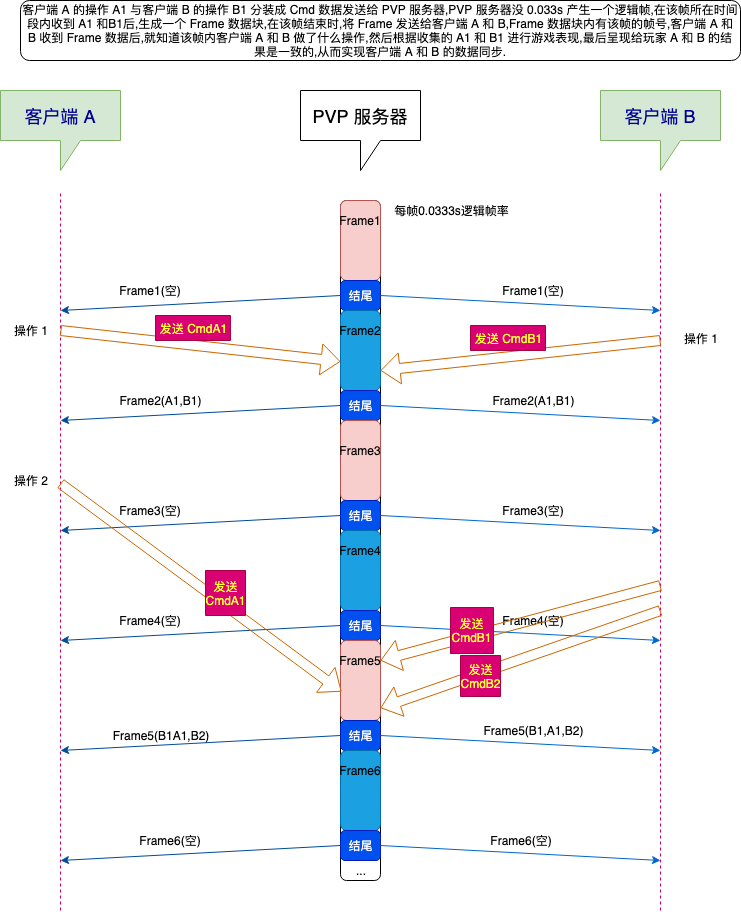 客户端 A 的操作 A1 与客户端 B 的操作 B1 分装成 Cmd 数据发送给 PVP 服务器,PVP 服务器没 0.033s 产生一个逻辑帧,在该帧所在时间
段内收到 A1 和B1后,生成一个 Frame 数据块,在该帧结束时,将 Frame 发送给客户端 A 和 B,Frame 数据块内有该帧的帧号,客户端 A 和
B 收到 Frame 数据后,就知道该帧内客户端 A 和 B 做了什么操作,然后根据收集的 A1 和 B1 进行游戏表现,最后呈现给玩家 A 和 B 的结
果是一致的,从而实现客户端 A 和 B 的数据同步.
客户端 A
PVP 服务器
客户端 B
每帧0.0333s逻辑帧率
Frame1
Frame1(空)
结尾
Frame1(空)
操作 1
发送 CmdA1
Frame2
发送 CmdB1
操作 1
Frame2(A1,B1)
结尾
Frame2(A1,B1)
Frame3
操作 2
Frame3(空)
结尾
Frame3(空)
Frame4
发送
CmdA1
Frame4(空)
结尾
发送
CmdB1
Frame4(空)
Frame5
发送
CmdB2
Frame5(B1A1,B2)
结尾
Frame5(B1,A1,B2)
Frame6
Frame6(空)
结尾
Frame6(空)
...